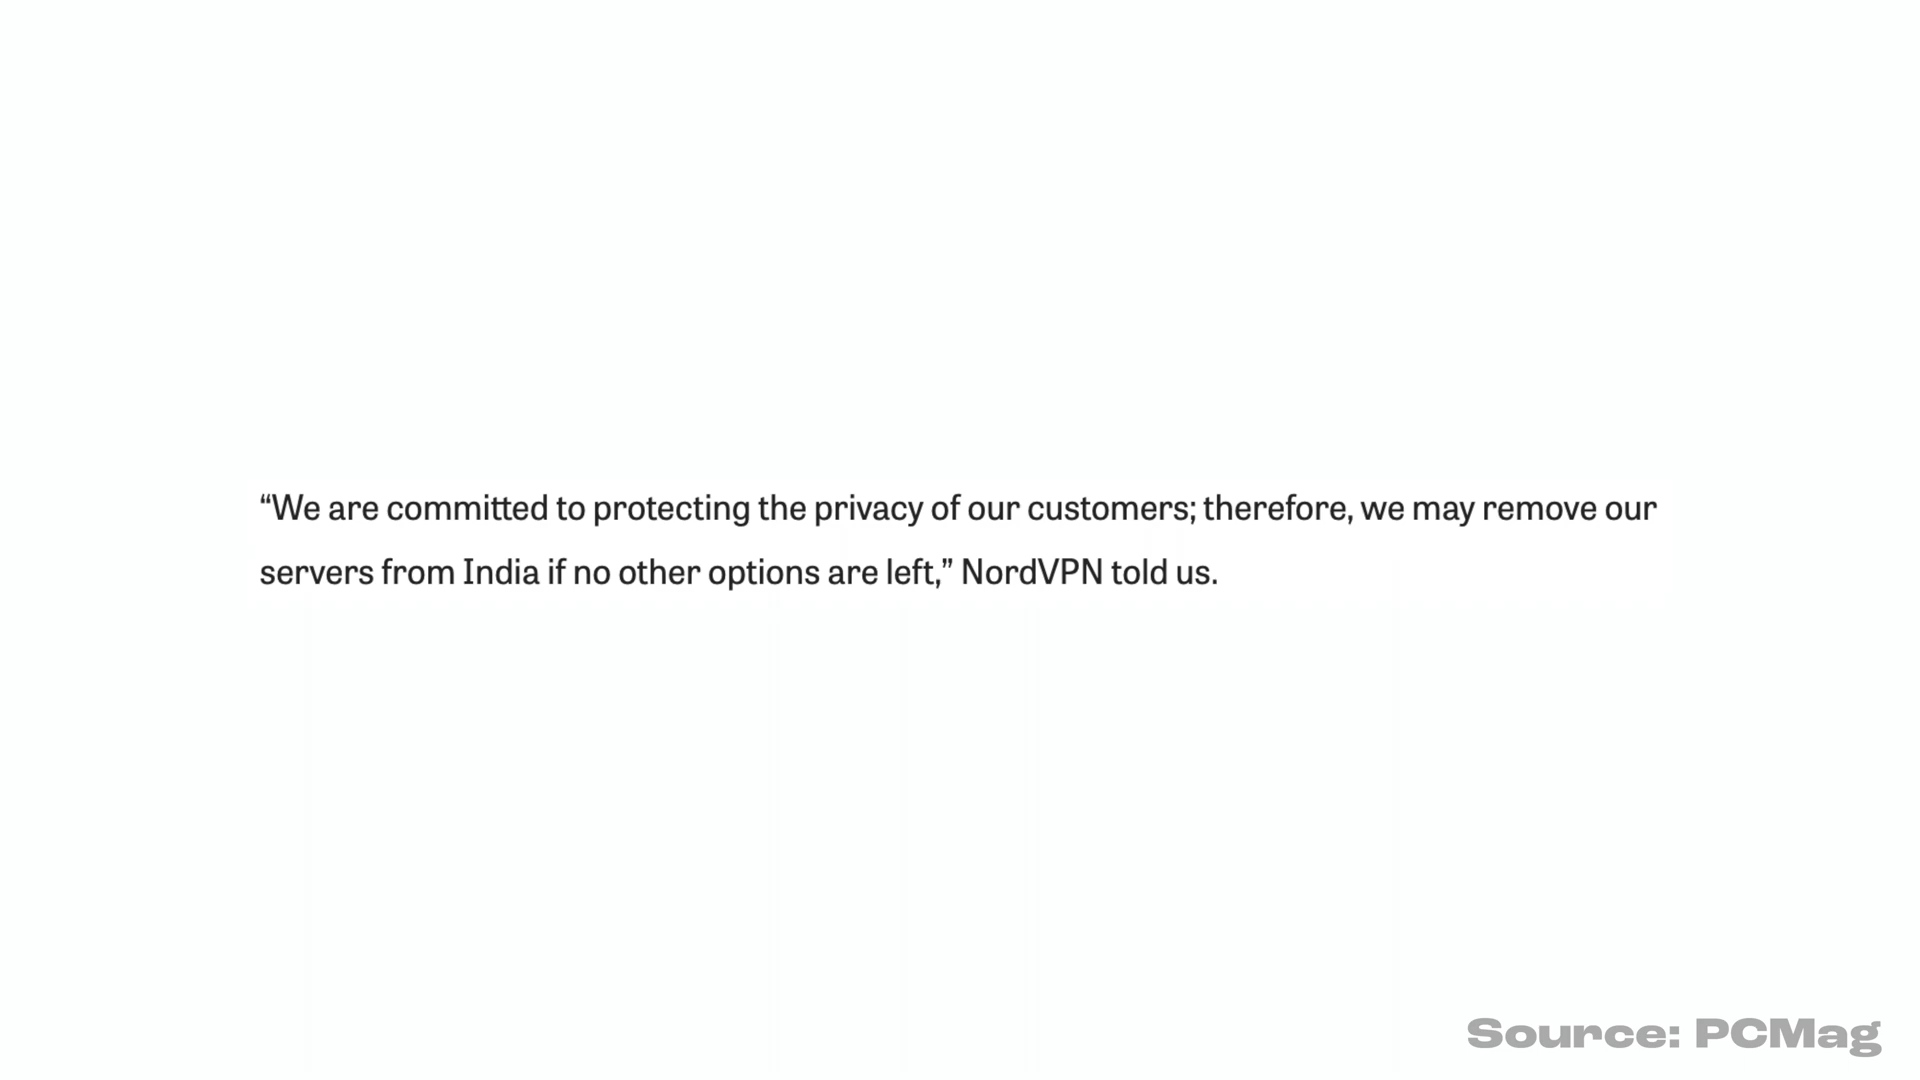 “We are committed to protecting the privacy of our customers; therefore, we may remove our
servers from India if no other options are left,” NordVPN told us.
Source: PCMag